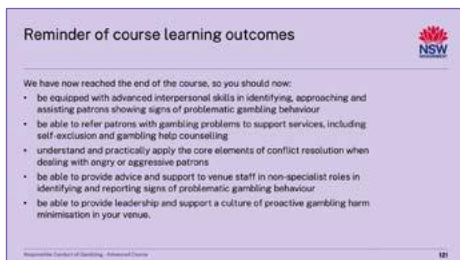 Reminder of course learning outcomes
NSW
GOVERNMENT
We have now reached the end of the course, so you should now:
• be equipped with advanced interpersonal skills in identifying, approaching and
assisting patrons showing signs of problematic gambling behaviour
• be able to refer patrons with gambling problems to support services, including
self-exclusion and gambling help counselling
• understand and practically apply the core elements of conflict resolution when
dealing with angry or aggressive patrons
• be able to provide advice and support to venue staff in non-specialist roles in
identifying and reporting signs of problematic gambling behaviour
• be able to provide leadership and support a culture of proactive gambling harm
minimisation in your venue.
Responsible Conduct of Gambling - Advanced Course
121